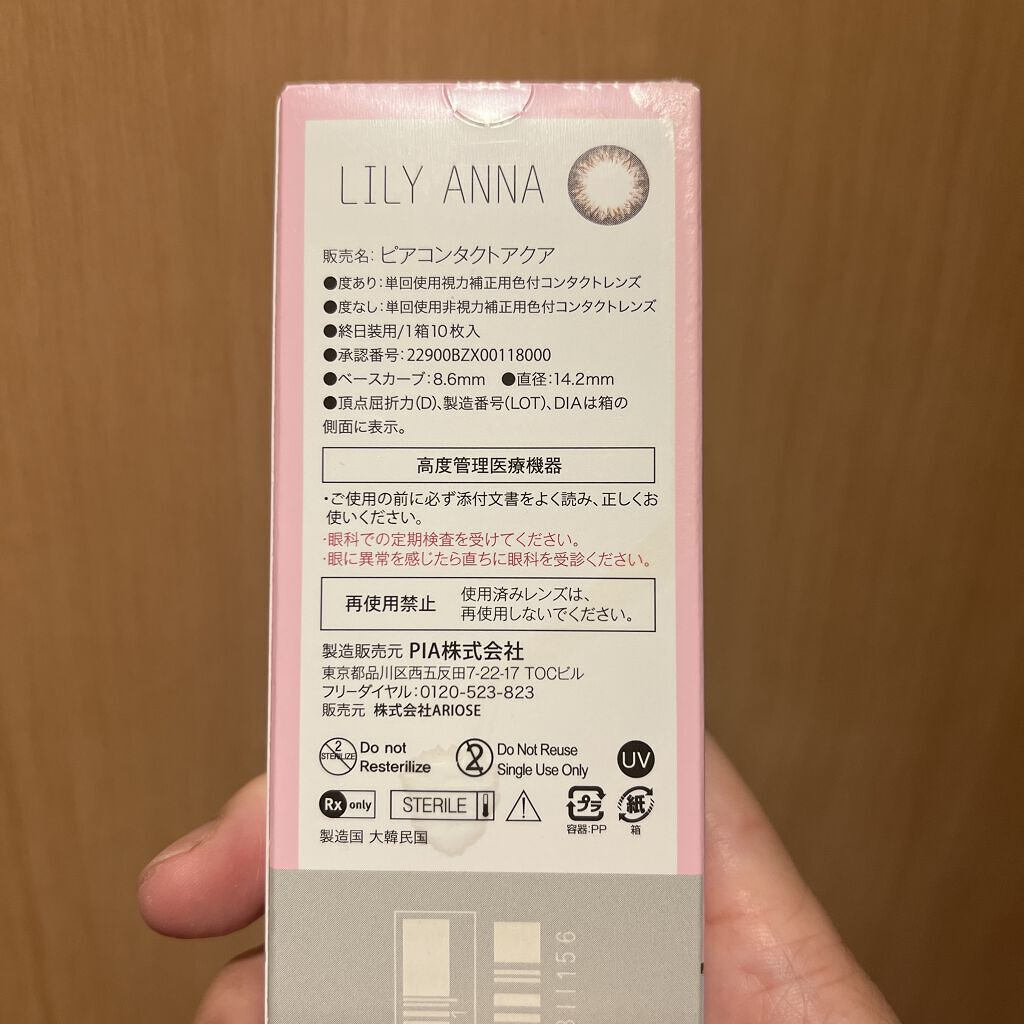 LILY ANNA
販売名: ピアコンタクトアクア
●度あり:単回使用視力補正用色付コンタクトレンズ
●度なし:単回使用非視力補正用色付コンタクトレンズ
●終日装用/1箱10枚入
●承認番号:22900BZX00118000
●ベースカーブ:8.6mm ●直径:14.2mm
●頂点屈折力(D)、製造番号(LOT)、DIAは箱の
側面に表示。
高度管理医療機器
・ご使用の前に必ず添付文書をよく読み、正しくお
使いください。
・眼科での定期検査を受けてください。
・眼に異常を感じたら直ちに眼科を受診ください。
再使用禁止 使用済みレンズは、
再使用しないでください。
製造販売元 PIA株式会社
東京都品川区西五反田7-22-17 TOCビル
フリーダイヤル:0120-523-823
販売元 株式会社ARIOSE
2 STERILIZE Do not Resterilize
2 Do Not Reuse Single Use Only
UV
Rx only STERILE プラ 容器:PP 紙 箱
製造国 大韓民国